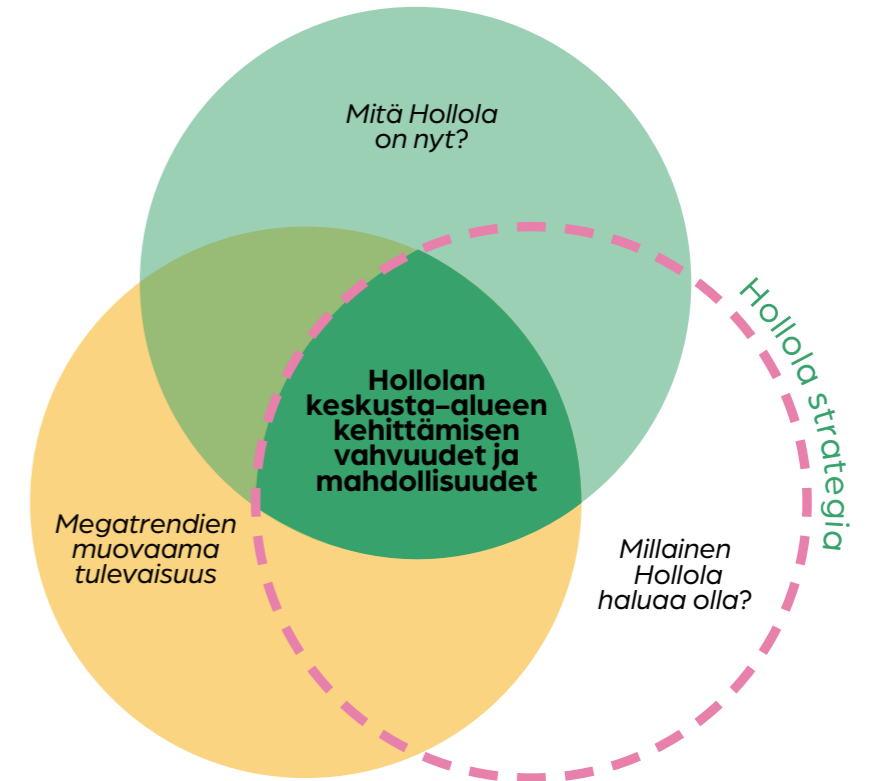 Mitä Hollola
on nyt?
Hollola strategia
Hollolan
keskusta-alueen
kehittämisen
vahvuudet ja
mahdollisuudet
Megatrendien
muovaama
tulevaisuus
Millainen
Hollola
haluaa olla?